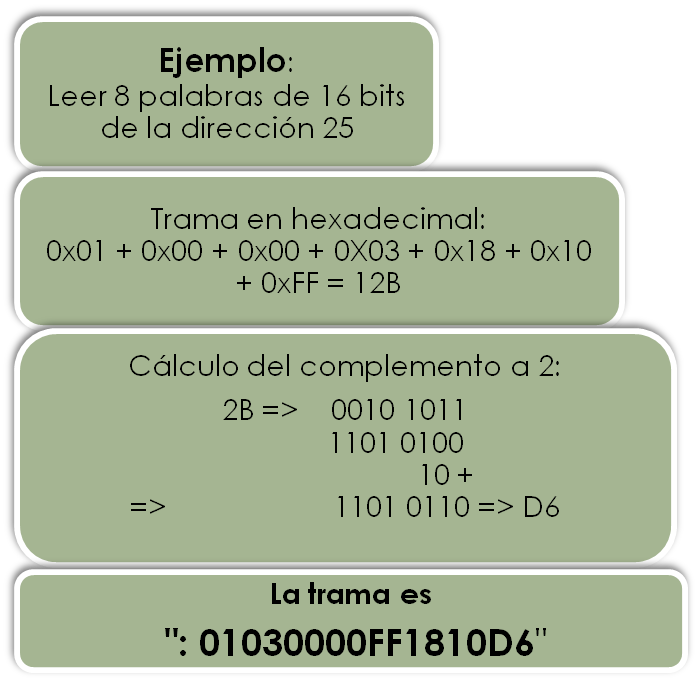 Ejemplo:
Leer 8 palabras de 16 bits
de la dirección 25
Trama en hexadecimal:
0x01 + 0x00 + 0x00 + 0X03 + 0x18 + 0x10
+ 0xFF = 12B
Cálculo del complemento a 2:
2B => 0010 1011
1101 0100
10 +
=> 1101 0110 => D6
La trama es
": 01030000FF1810D6"